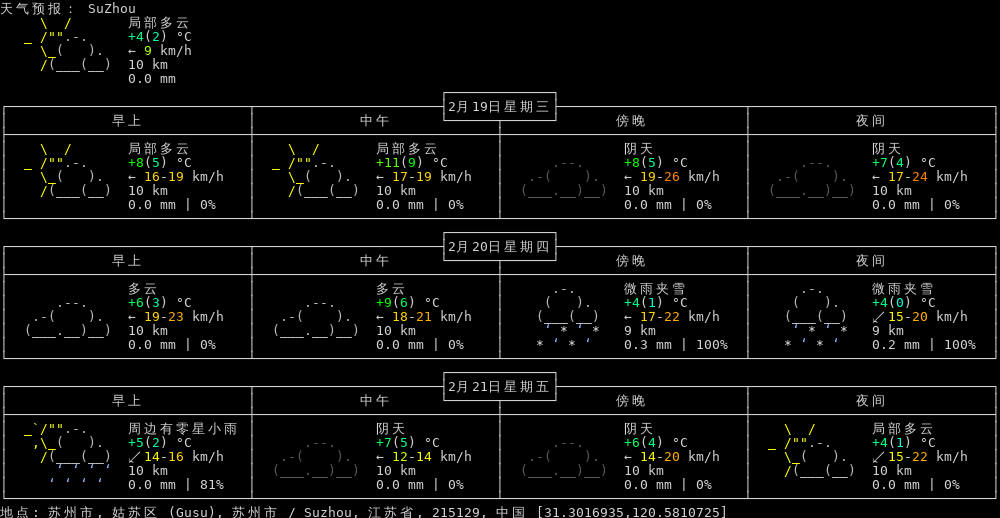 天气预报： SuZhou
局部多云
+4(2) °C
← 9 km/h
10 km
0.0 mm
2月19日星期三
早上 中午 傍晚 夜间
局部多云 局部多云 阴天 阴天
+8(5) °C +11(9) °C +8(5) °C +7(4) °C
← 16-19 km/h ← 17-19 km/h ← 19-26 km/h ← 17-24 km/h
10 km 10 km 10 km 10 km
0.0 mm | 0% 0.0 mm | 0% 0.0 mm | 0% 0.0 mm | 0%
2月20日星期四
早上 中午 傍晚 夜间
多云 多云 微雨夹雪 微雨夹雪
+6(3) °C +9(6) °C +4(1) °C +4(0) °C
← 19-23 km/h ← 18-21 km/h ← 17-22 km/h ↙ 15-20 km/h
10 km 10 km 9 km 9 km
0.0 mm | 0% 0.0 mm | 0% 0.3 mm | 100% 0.2 mm | 100%
2月21日星期五
早上 中午 傍晚 夜间
周边有零星小雨 阴天 阴天 局部多云
+5(2) °C +7(5) °C +6(4) °C +4(1) °C
↙ 14-16 km/h ← 12-14 km/h ← 14-20 km/h ↙ 15-22 km/h
10 km 10 km 10 km 10 km
0.0 mm | 81% 0.0 mm | 0% 0.0 mm | 0% 0.0 mm | 0%
地点: 苏州市, 姑苏区 (Gusu), 苏州市 / Suzhou, 江苏省, 215129, 中国 [31.3016935,120.5810725]